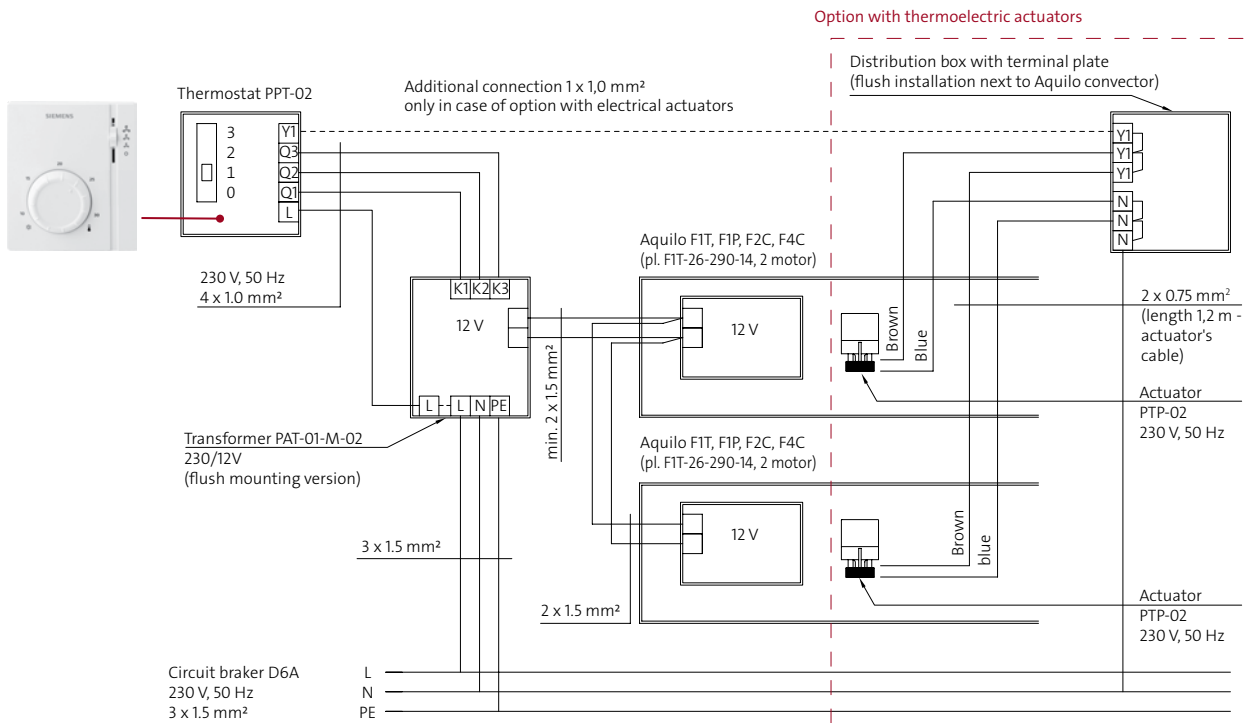 Option with thermoelectric actuators
Distribution box with terminal plate
(flush installation next to Aquilo convector)
Thermostat PPT-02
Additional connection 1 x 1,0 mm²
only in case of option with electrical actuators
SIEMENS
3
2
1
0
Y1
Q3
Q2
Q1
L
Y1
Y1
Y1
N
N
N
230 V, 50 Hz
4 x 1.0 mm²
K1 K2 K3
12 V
L L N PE
Transformer PAT-01-M-02
230/12V
(flush mounting version)
min. 2 x 1.5 mm²
Aquilo F1T, F1P, F2C, F4C
(pl. F1T-26-290-14, 2 motor)
12 V
Brown
Blue
2 x 0.75 mm²
(length 1,2 m -
actuator's
cable)
Actuator
PTP-02
230 V, 50 Hz
Aquilo F1T, F1P, F2C, F4C
(pl. F1T-26-290-14, 2 motor)
12 V
Brown
blue
Actuator
PTP-02
230 V, 50 Hz
3 x 1.5 mm²
2 x 1.5 mm²
Circuit braker D6A L
230 V, 50 Hz N
3 x 1.5 mm² PE